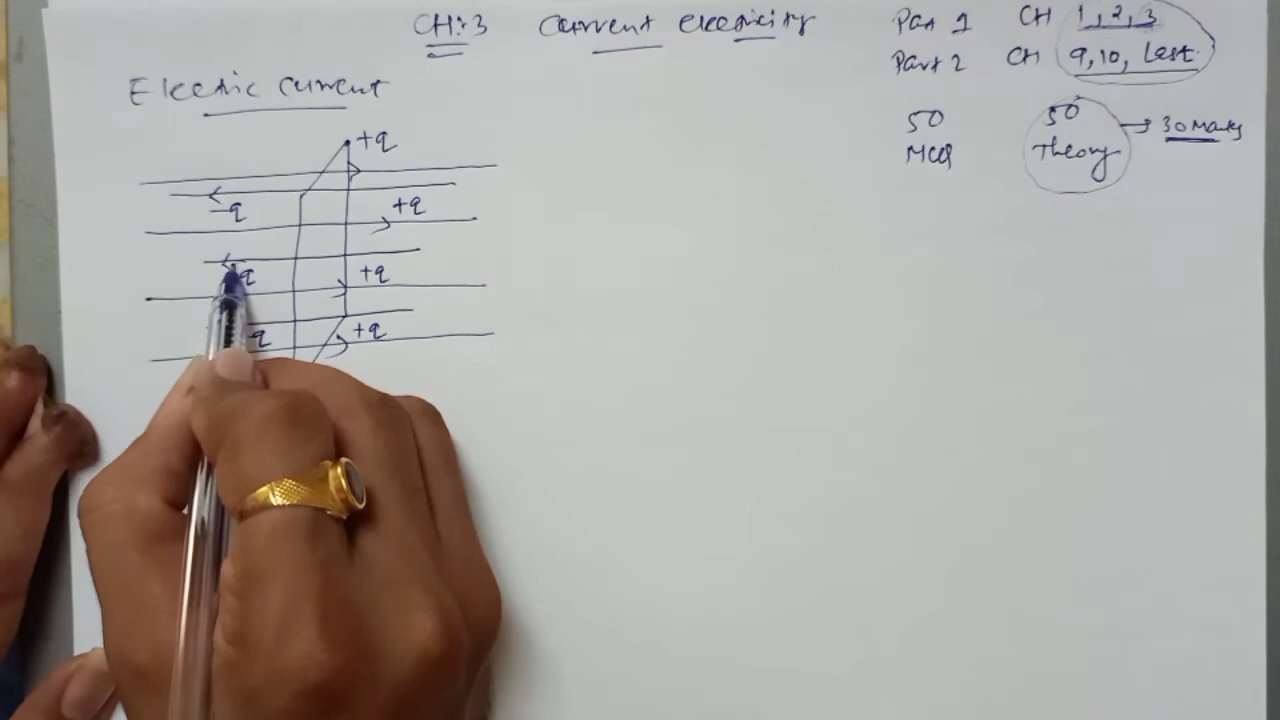 CH:3 Current Electricity
Part 1 CH 1, 2, 3
Part 2 CH 9, 10, Last
50 MCQ
50 Theory → 30 Marks
Electric Current
+q
-q +q
q +q
q +q